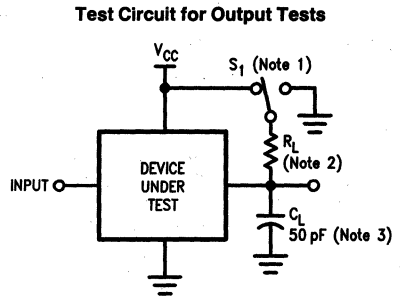 Test Circuit for Output Tests
VCC
S1 (Note 1)
RL
(Note 2)
DEVICE
UNDER
TEST
INPUT
CL
50 pF (Note 3)